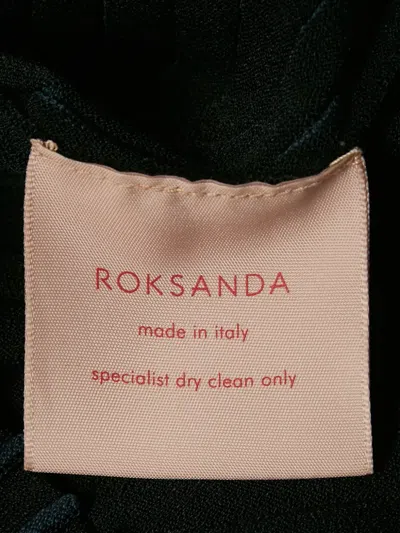 ROKSANDA
made in italy
specialist dry clean only